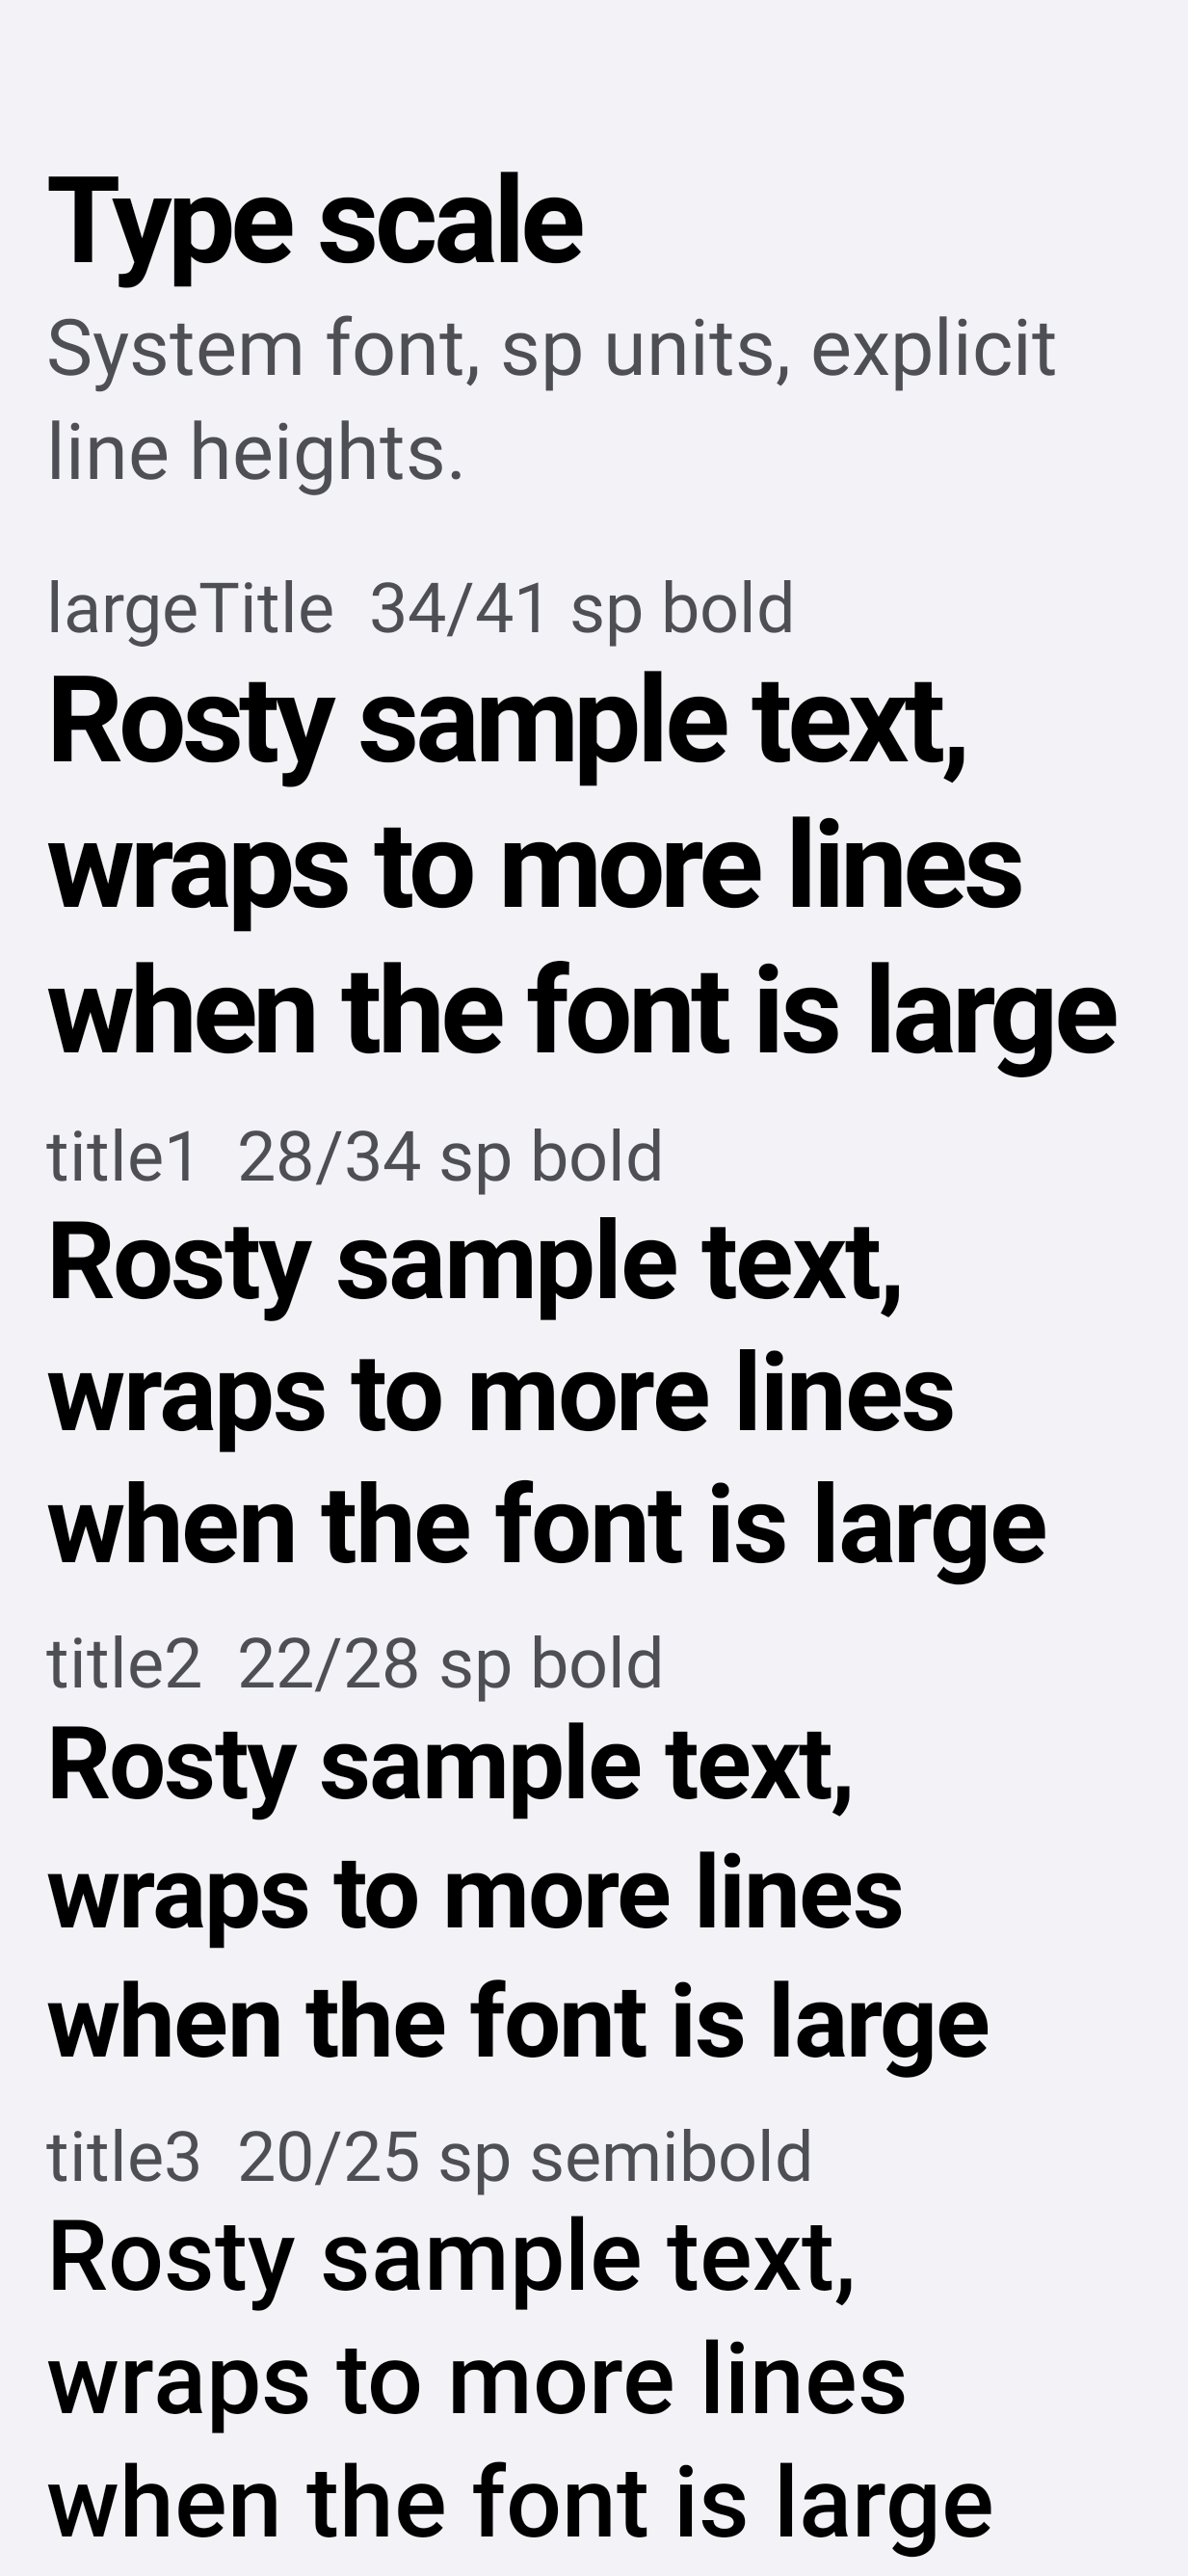 Type scale
System font, sp units, explicit
line heights.
largeTitle  34/41 sp bold
Rosty sample text,
wraps to more lines
when the font is large
title1  28/34 sp bold
Rosty sample text,
wraps to more lines
when the font is large
title2  22/28 sp bold
Rosty sample text,
wraps to more lines
when the font is large
title3  20/25 sp semibold
Rosty sample text,
wraps to more lines
when the font is large